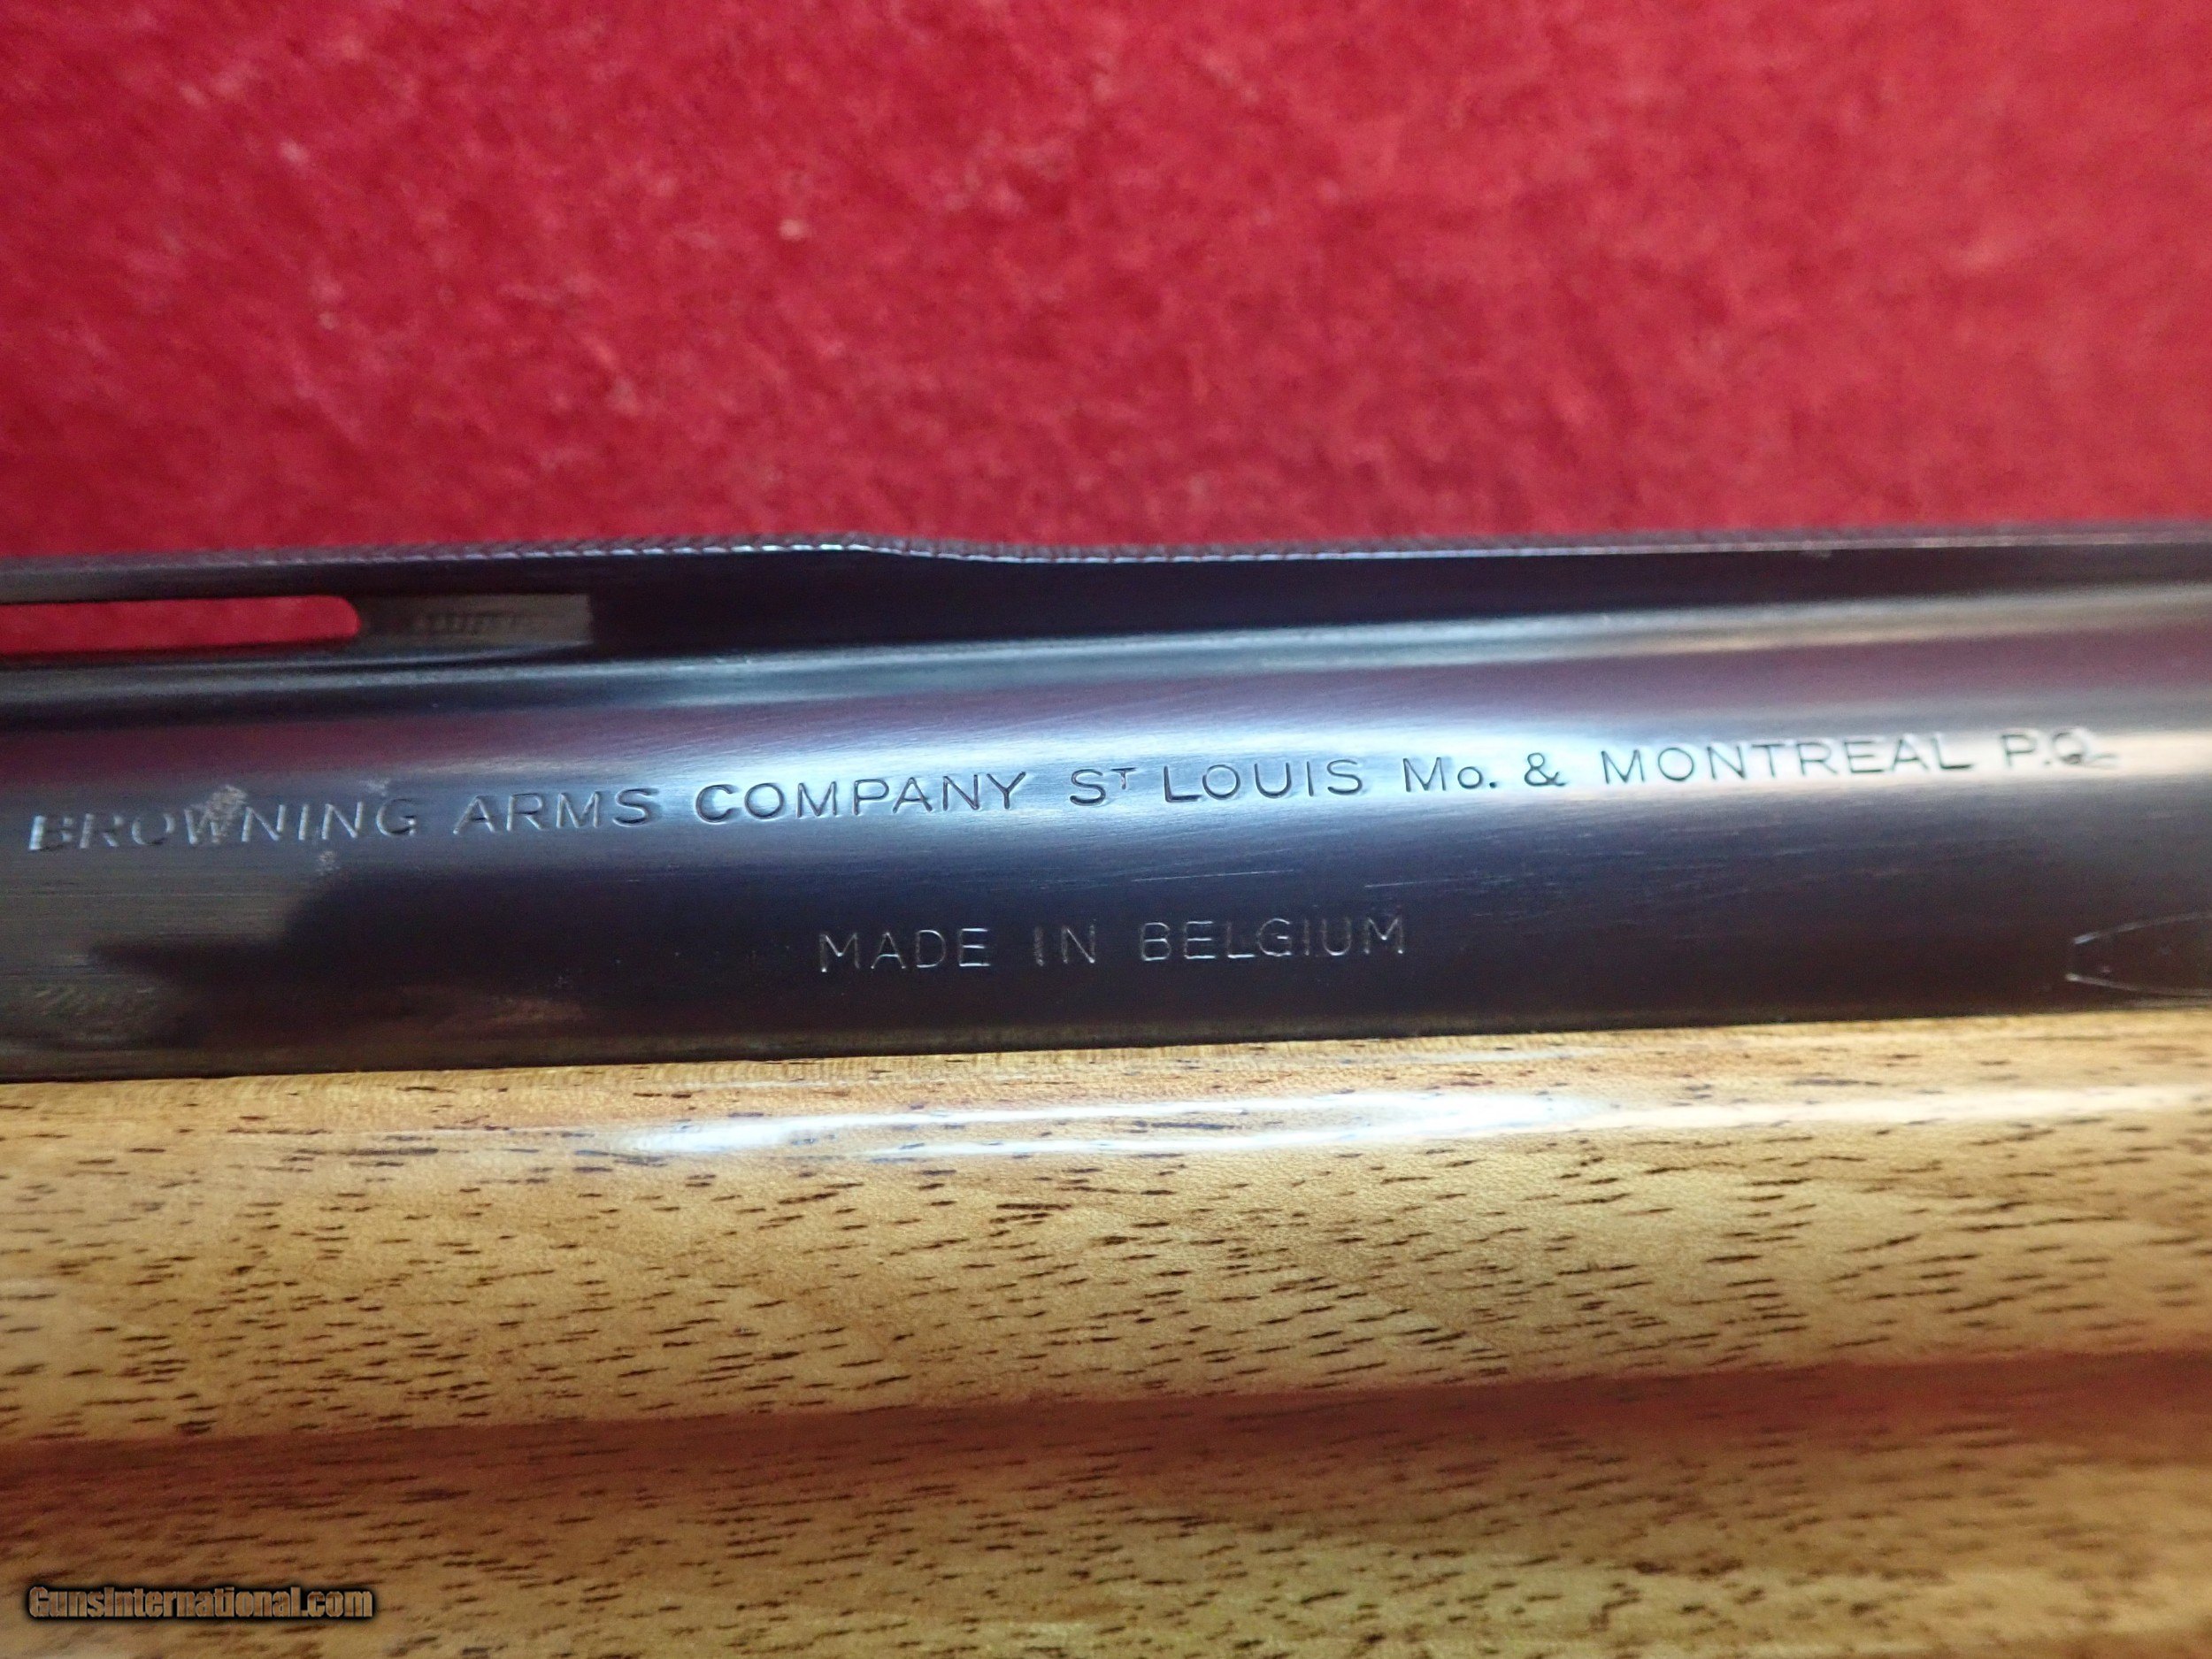 BROWNING ARMS COMPANY ST LOUIS Mo. & MONTREAL P.Q.
MADE IN BELGIUM
GunsInternational.com